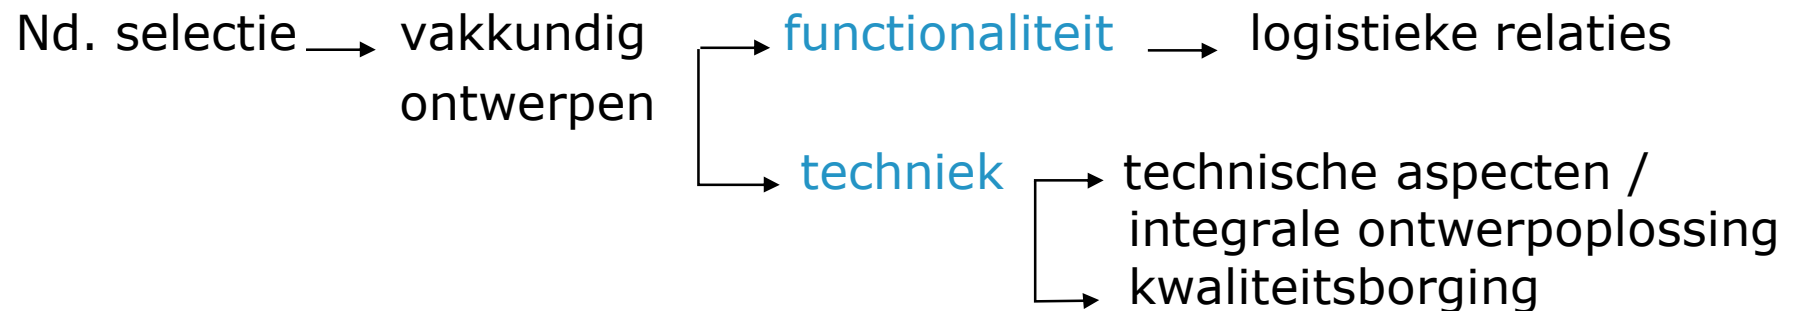 Nd. selectie vakkundig functionaliteit logistieke relaties
ontwerpen
techniek technische aspecten /
integrale ontwerpoplossing
kwaliteitsborging